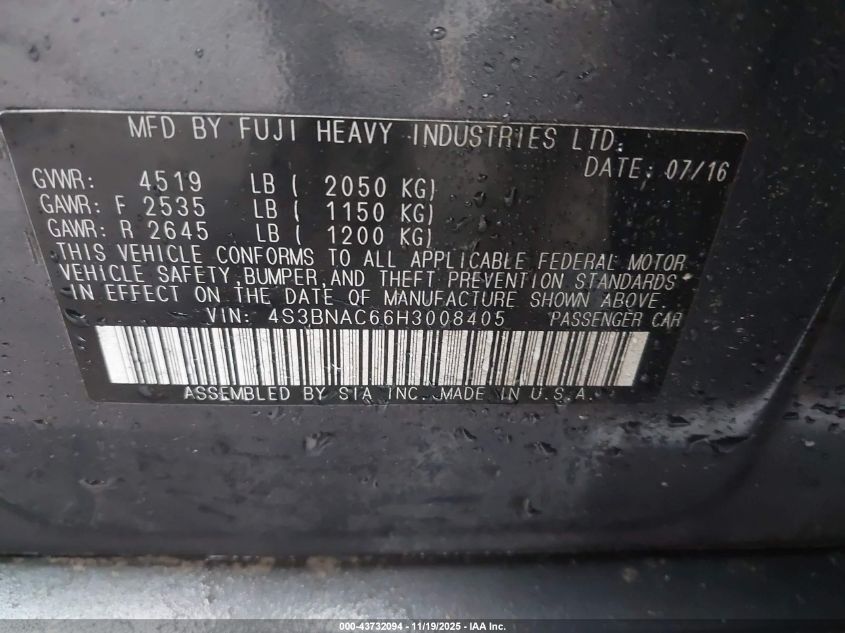 MFD BY FUJI HEAVY INDUSTRIES LTD.
DATE: 07/16
GVWR: 4519 LB ( 2050 KG)
GAWR: F 2535 LB ( 1150 KG)
GAWR: R 2645 LB ( 1200 KG)
THIS VEHICLE CONFORMS TO ALL APPLICABLE FEDERAL MOTOR
VEHICLE SAFETY, BUMPER, AND THEFT PREVENTION STANDARDS
IN EFFECT ON THE DATE OF MANUFACTURE SHOWN ABOVE.
VIN: 4S3BNAC66H3008405 PASSENGER CAR
ASSEMBLED BY SIA INC. MADE IN U.S.A.
000-43732094 - 11/19/2025 - IAA Inc.